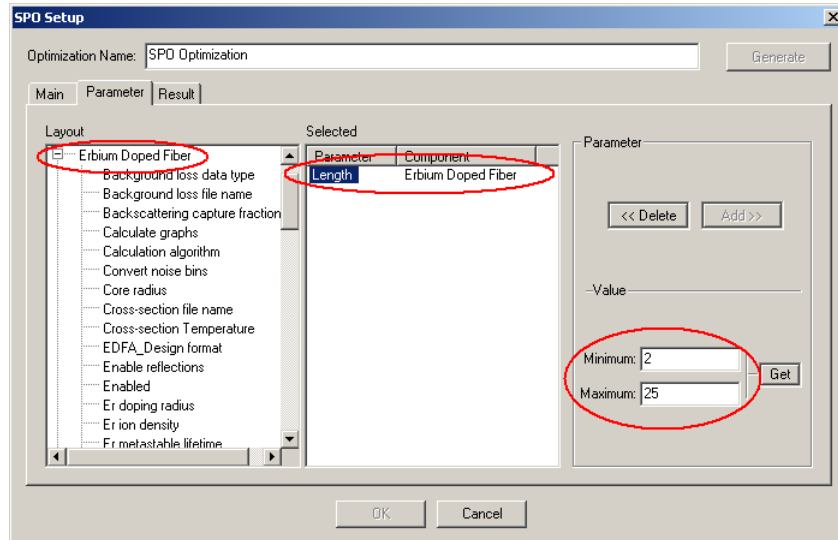 SPO Setup
Optimization Name: SPO Optimization
Generate
Main Parameter Result
Layout
Erbium Doped Fiber
Background loss data type
Background loss file name
Backscattering capture fraction
Calculate graphs
Calculation algorithm
Convert noise bins
Core radius
Cross-section file name
Cross-section Temperature
EDFA_Design format
Enable reflections
Enabled
Er doping radius
Er ion density
Er metastable lifetime
Selected
Parameter Component
Length Erbium Doped Fiber
Parameter
<< Delete Add >>
Value
Minimum: 2
Maximum: 25
Get
OK Cancel